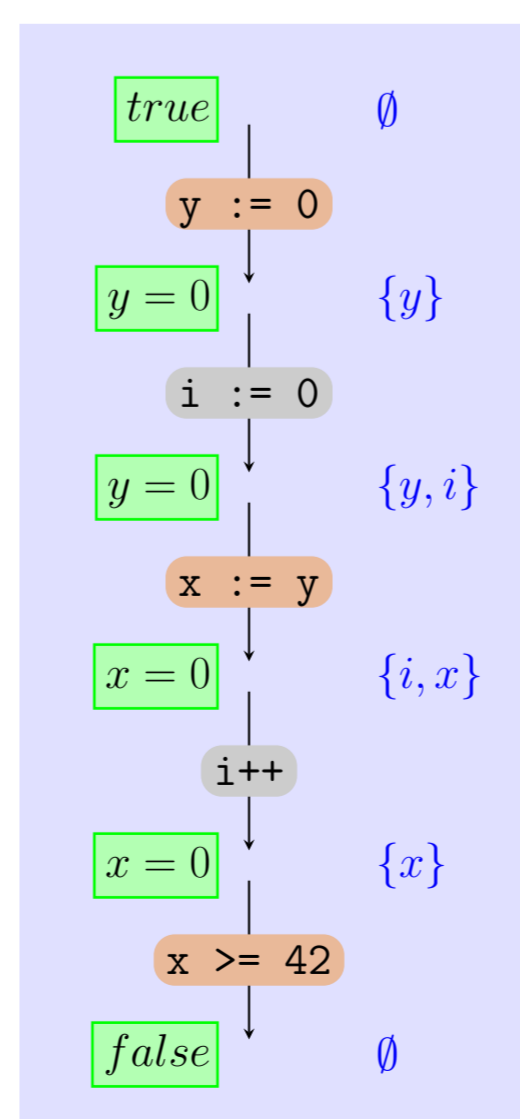 true ∅
y := 0
y = 0 {y}
i := 0
y = 0 {y, i}
x := y
x = 0 {i, x}
i++
x = 0 {x}
x >= 42
false ∅